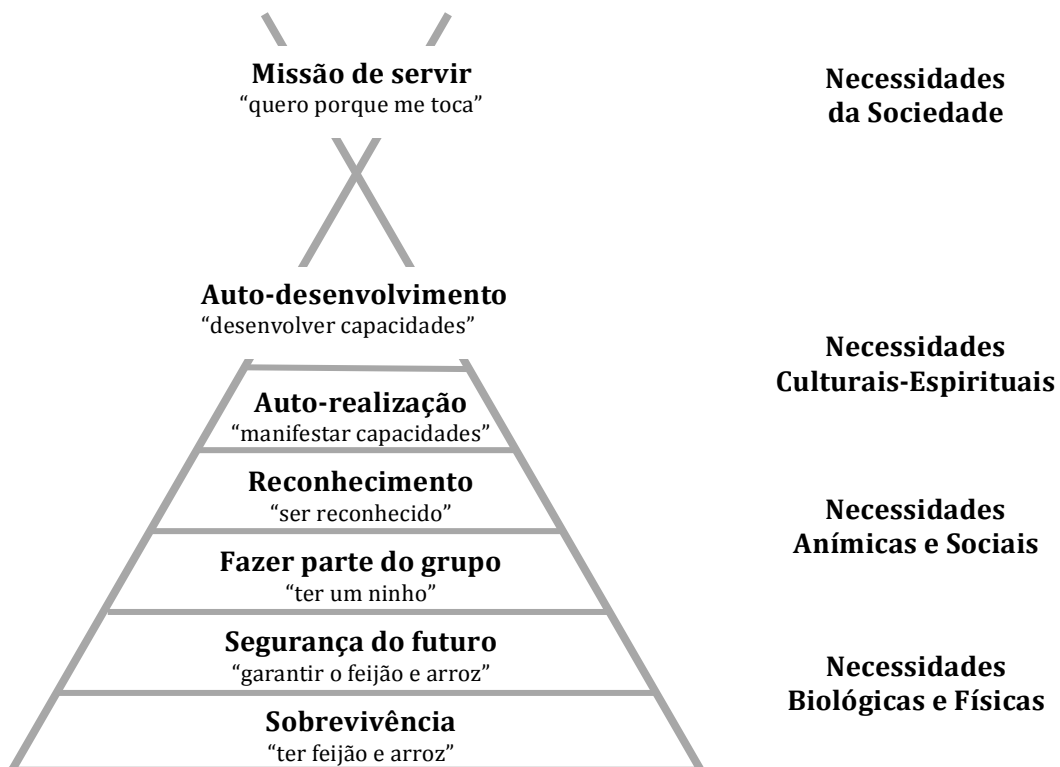 Missão de servir
“quero porque me toca”
Necessidades
da Sociedade
Auto-desenvolvimento
“desenvolver capacidades”
Necessidades
Culturais-Espirituais
Auto-realização
“manifestar capacidades”
Reconhecimento
“ser reconhecido”
Necessidades
Anímicas e Sociais
Fazer parte do grupo
“ter um ninho”
Segurança do futuro
“garantir o feijão e arroz”
Necessidades
Biológicas e Físicas
Sobrevivência
“ter feijão e arroz”